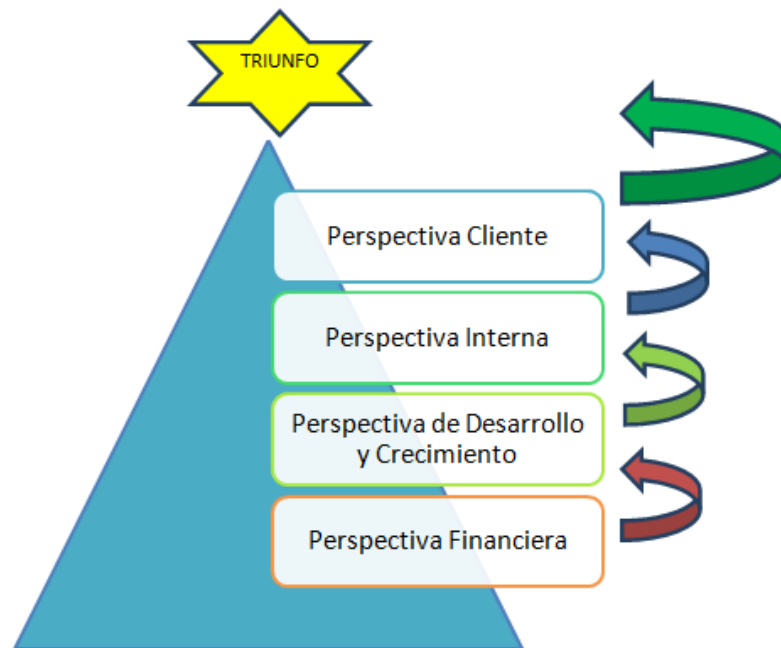 TRIUNFO
Perspectiva Cliente
Perspectiva Interna
Perspectiva de Desarrollo
y Crecimiento
Perspectiva Financiera